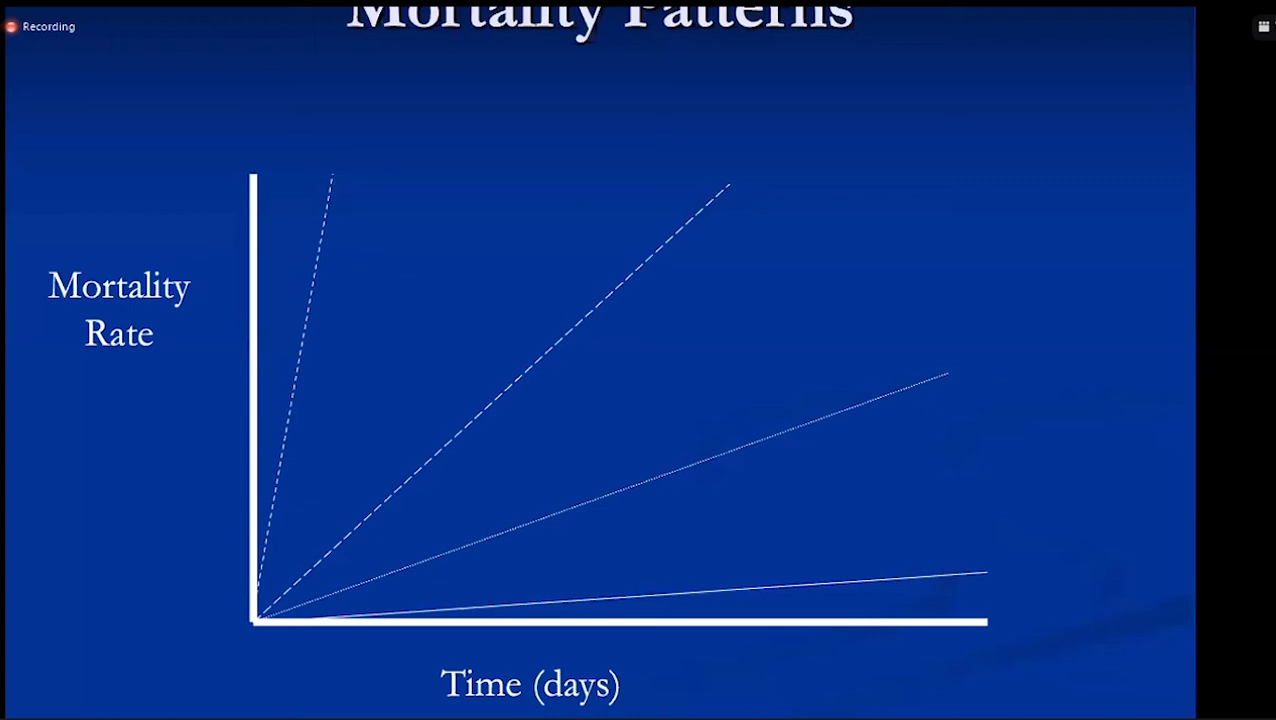 Mortality Patterns
Recording
Mortality
Rate
Time (days)